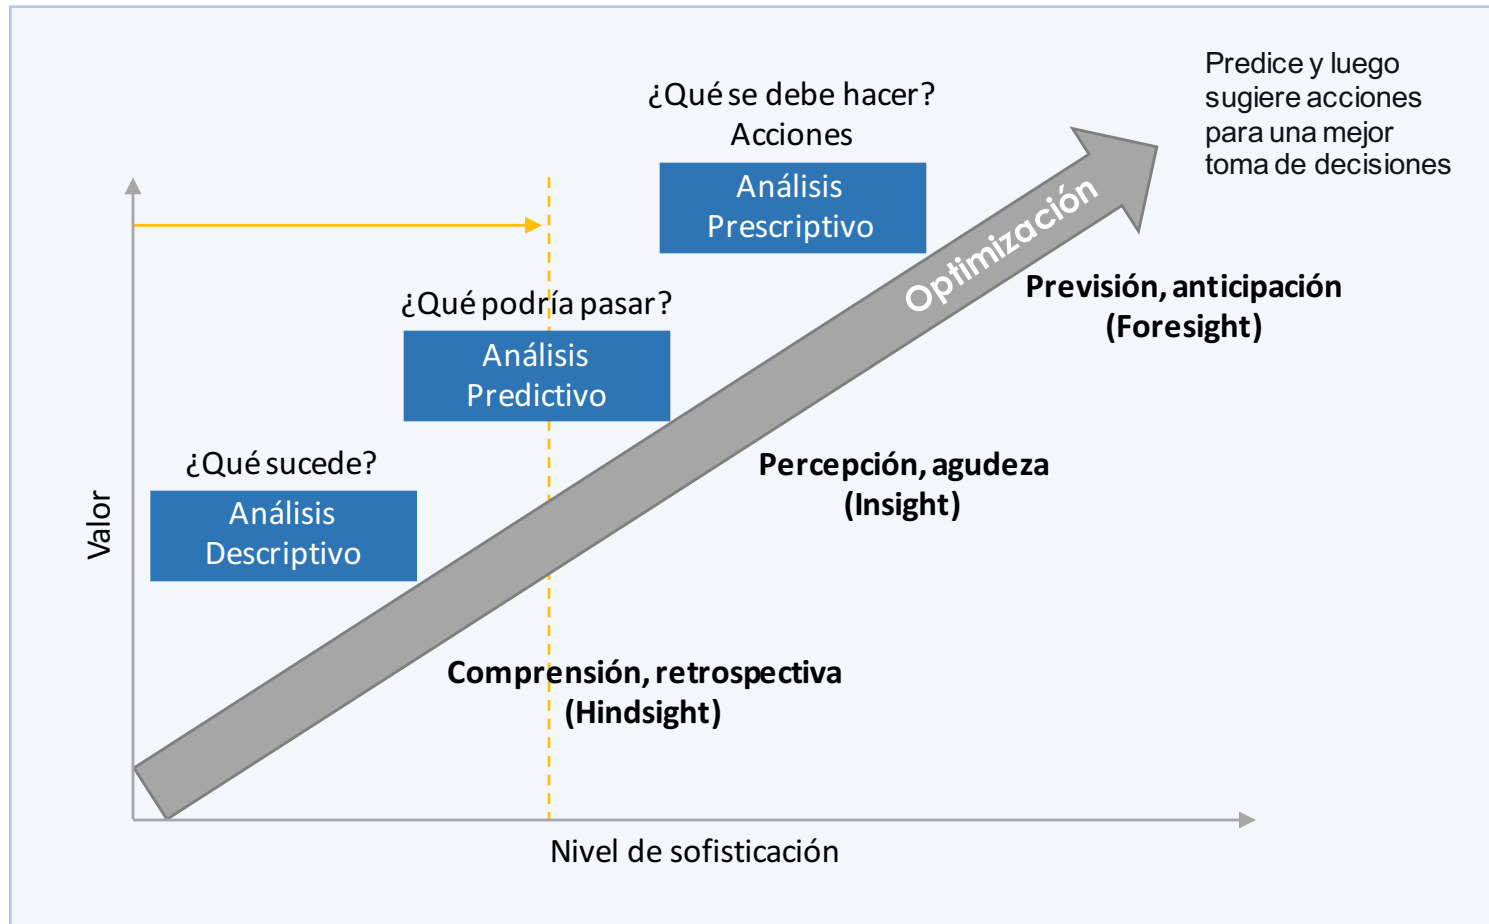 Predice y luego
sugiere acciones
para una mejor
toma de decisiones
¿Qué se debe hacer?
Acciones
Análisis
Prescriptivo
Optimización
Previsión, anticipación
(Foresight)
¿Qué podría pasar?
Análisis
Predictivo
Percepción, agudeza
(Insight)
¿Qué sucede?
Análisis
Descriptivo
Valor
Comprensión, retrospectiva
(Hindsight)
Nivel de sofisticación